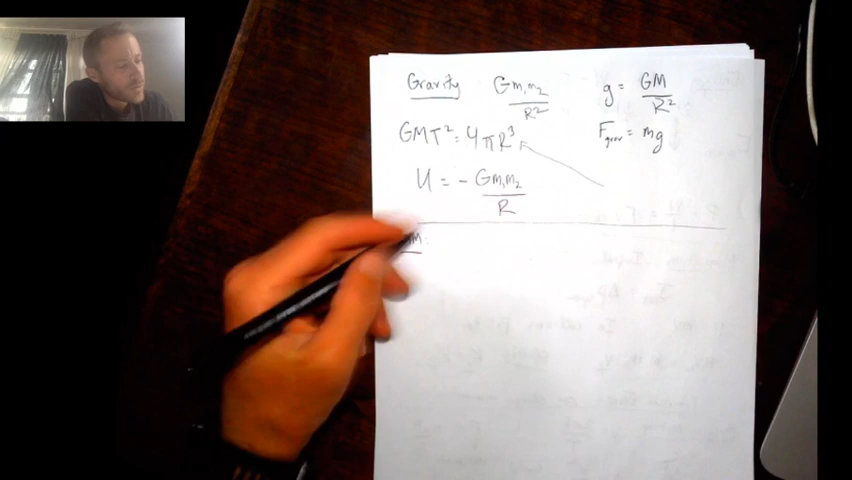 Gravity Gm₁m₂/R² g = GM/R²
GMT² = 4πR³ F_grav = mg
U = - Gm₁m₂/R